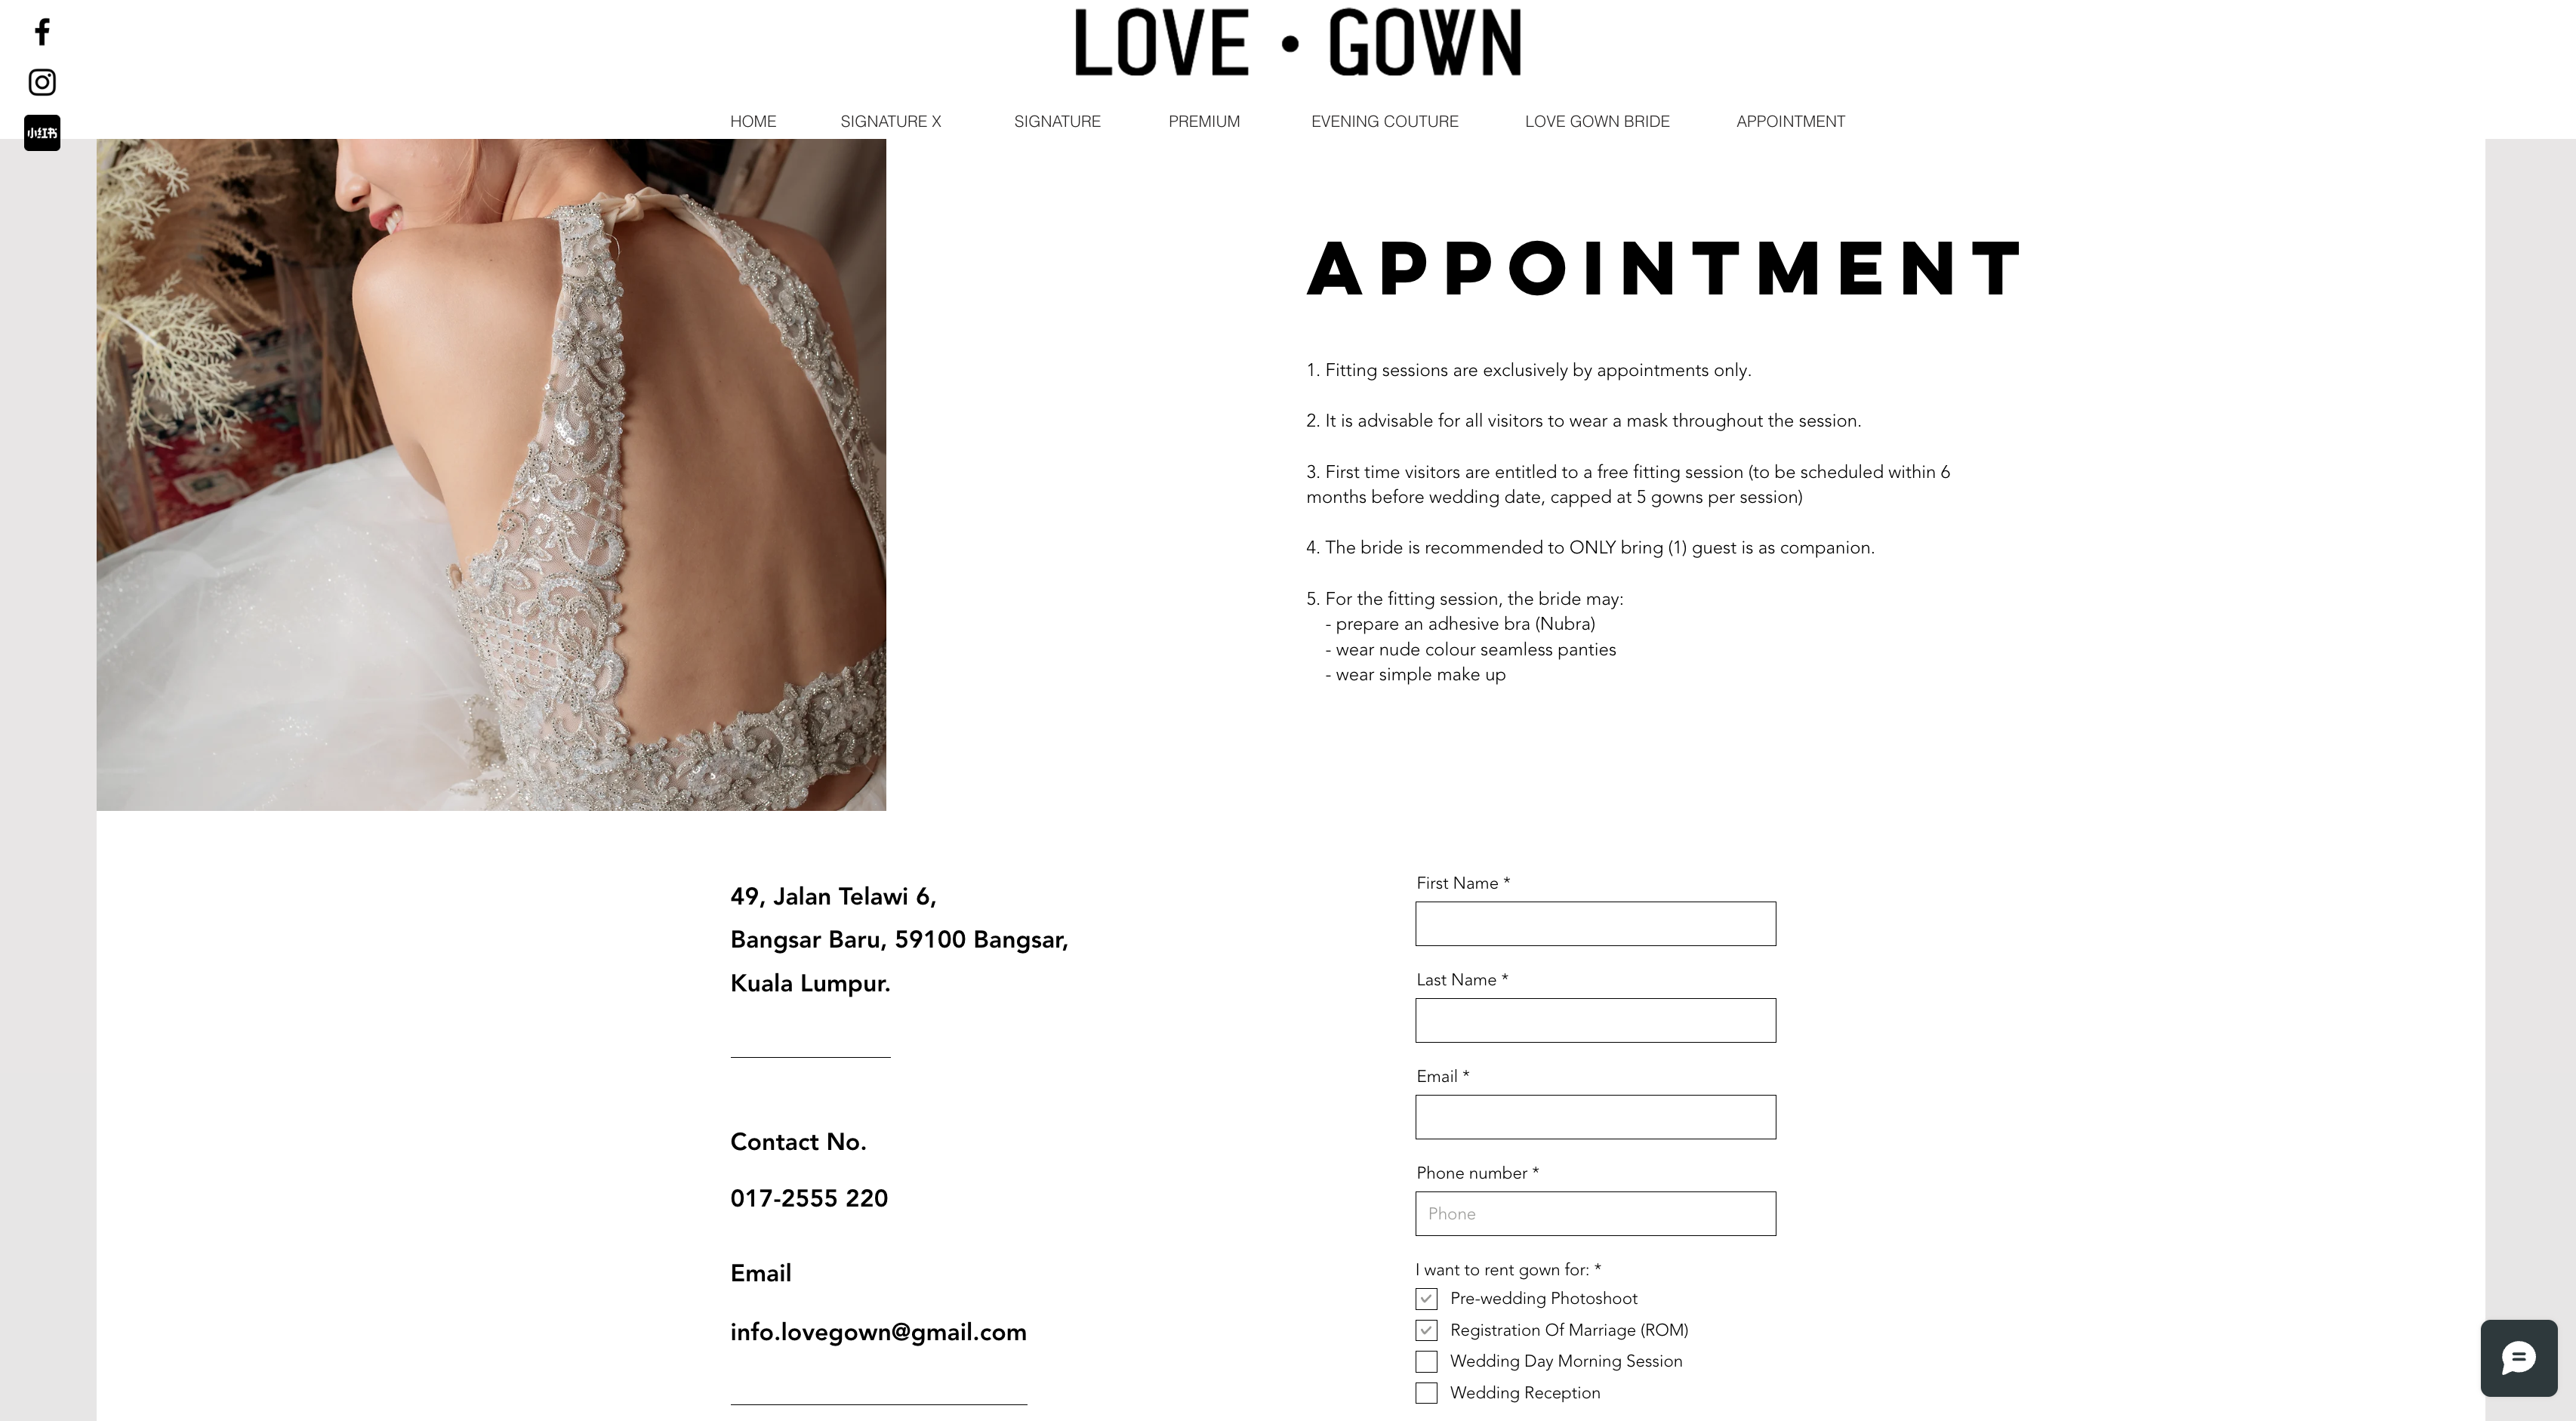 LOVE • GOWN
小红书
HOME
SIGNATURE X
SIGNATURE
PREMIUM
EVENING COUTURE
LOVE GOWN BRIDE
APPOINTMENT
APPOINTMENT
1. Fitting sessions are exclusively by appointments only.
2. It is advisable for all visitors to wear a mask throughout the session.
3. First time visitors are entitled to a free fitting session (to be scheduled within 6
months before wedding date, capped at 5 gowns per session)
4. The bride is recommended to ONLY bring (1) guest is as companion.
5. For the fitting session, the bride may:
- prepare an adhesive bra (Nubra)
- wear nude colour seamless panties
- wear simple make up
49, Jalan Telawi 6,
Bangsar Baru, 59100 Bangsar,
Kuala Lumpur.
Contact No.
017-2555 220
Email
info.lovegown@gmail.com
First Name *
Last Name *
Email *
Phone number *
Phone
I want to rent gown for: *
Pre-wedding Photoshoot
Registration Of Marriage (ROM)
Wedding Day Morning Session
Wedding Reception